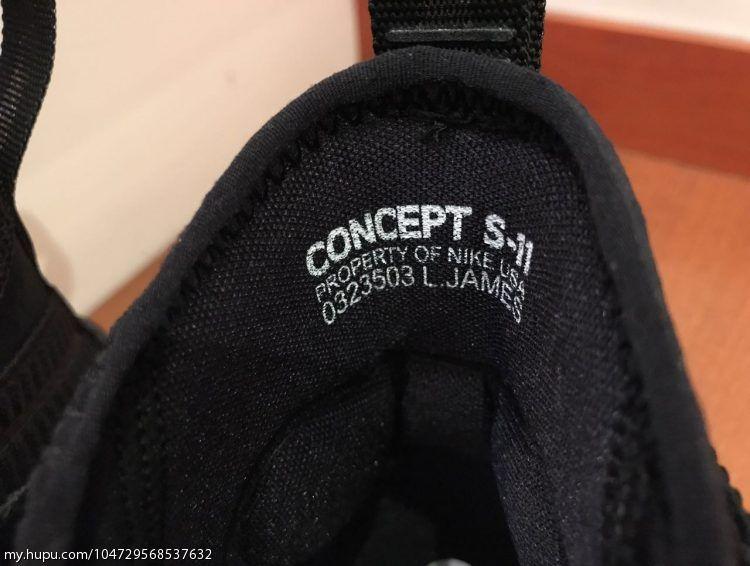 CONCEPT S-11
PROPERTY OF NIKE USA
0323503 L.JAMES
my.hupu.com/104729568537632